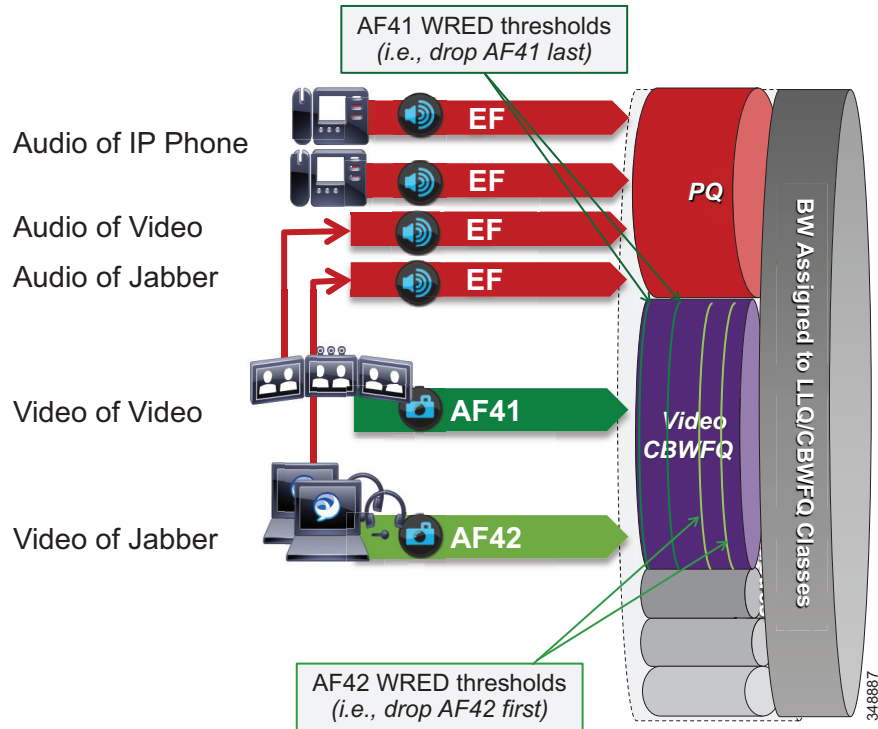 AF41 WRED thresholds
(i.e., drop AF41 last)
Audio of IP Phone
EF
EF
Audio of Video
EF
Audio of Jabber
EF
PQ
Video of Video
AF41
Video
CBWFQ
Video of Jabber
AF42
BW Assigned to LLQ/CBWFQ Classes
AF42 WRED thresholds
(i.e., drop AF42 first)
348887